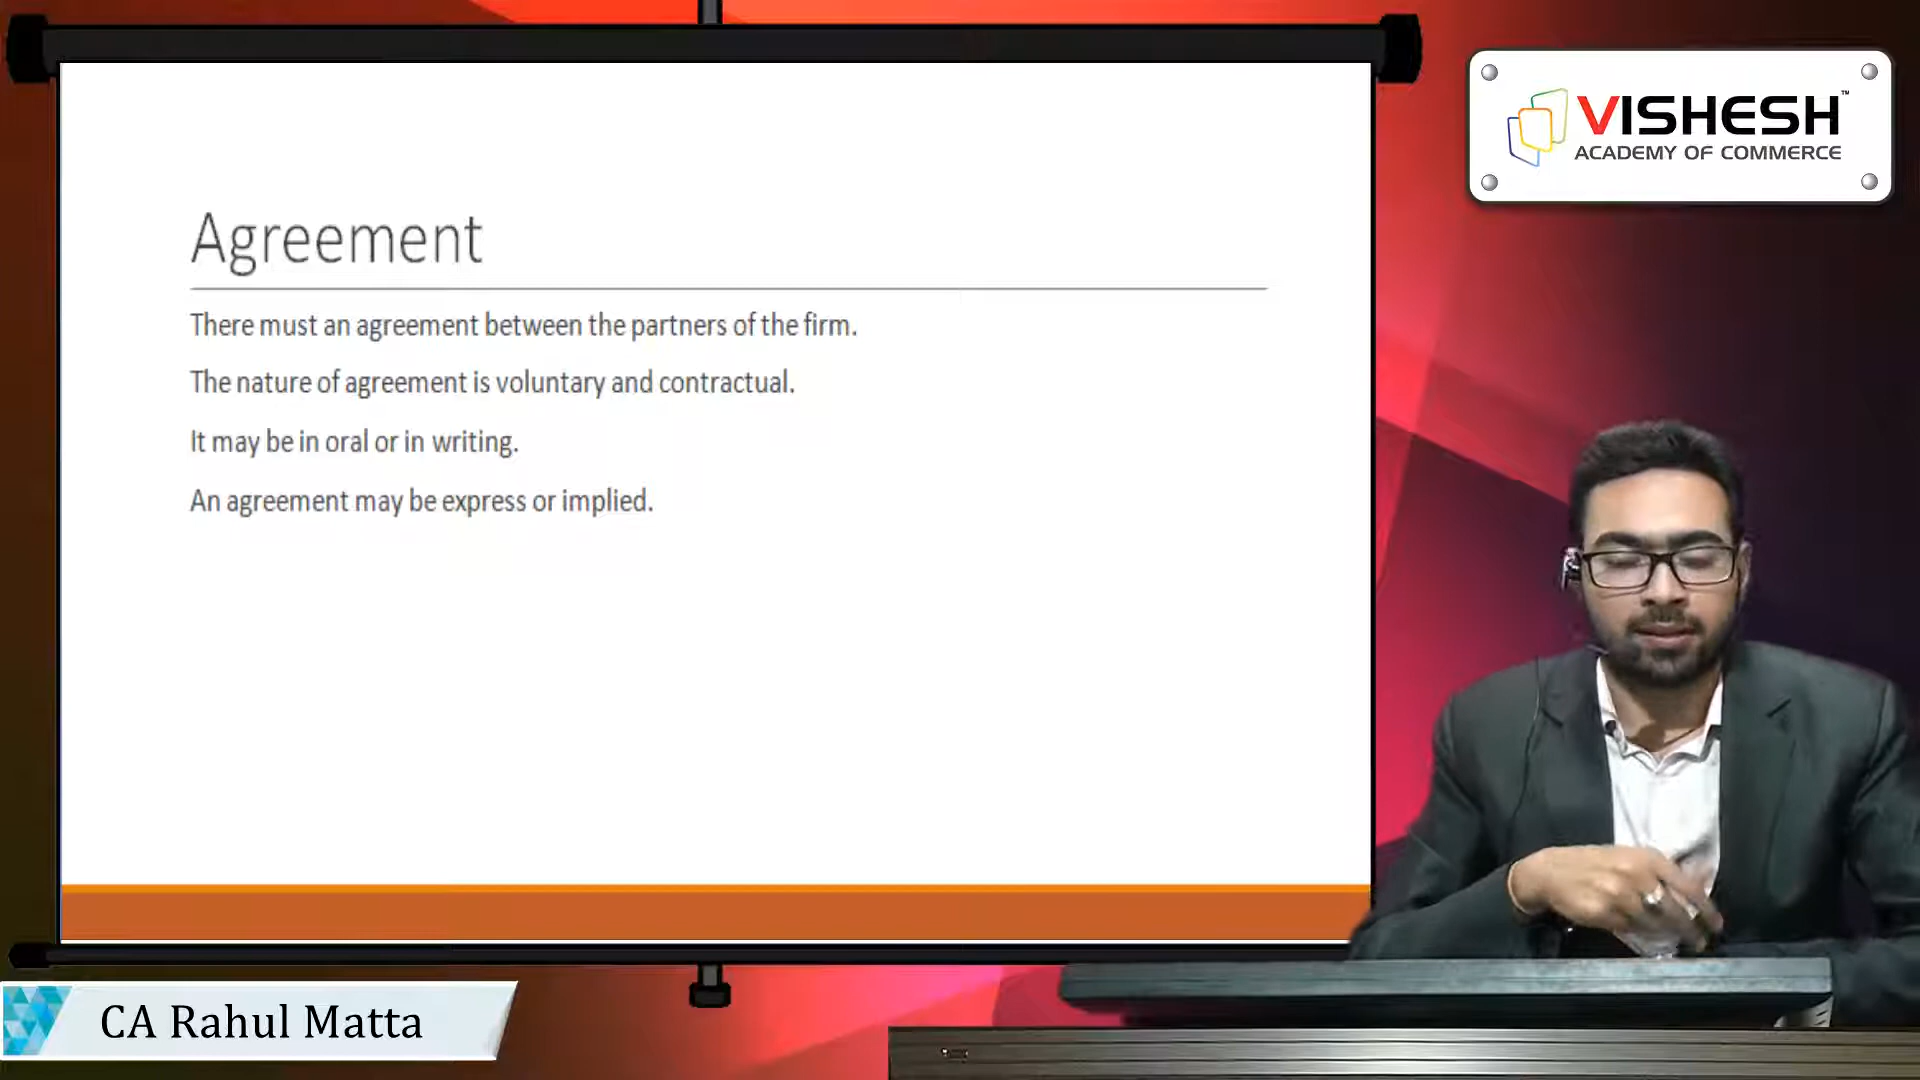 VISHESH™
ACADEMY OF COMMERCE
Agreement
There must an agreement between the partners of the firm.
The nature of agreement is voluntary and contractual.
It may be in oral or in writing.
An agreement may be express or implied.
CA Rahul Matta